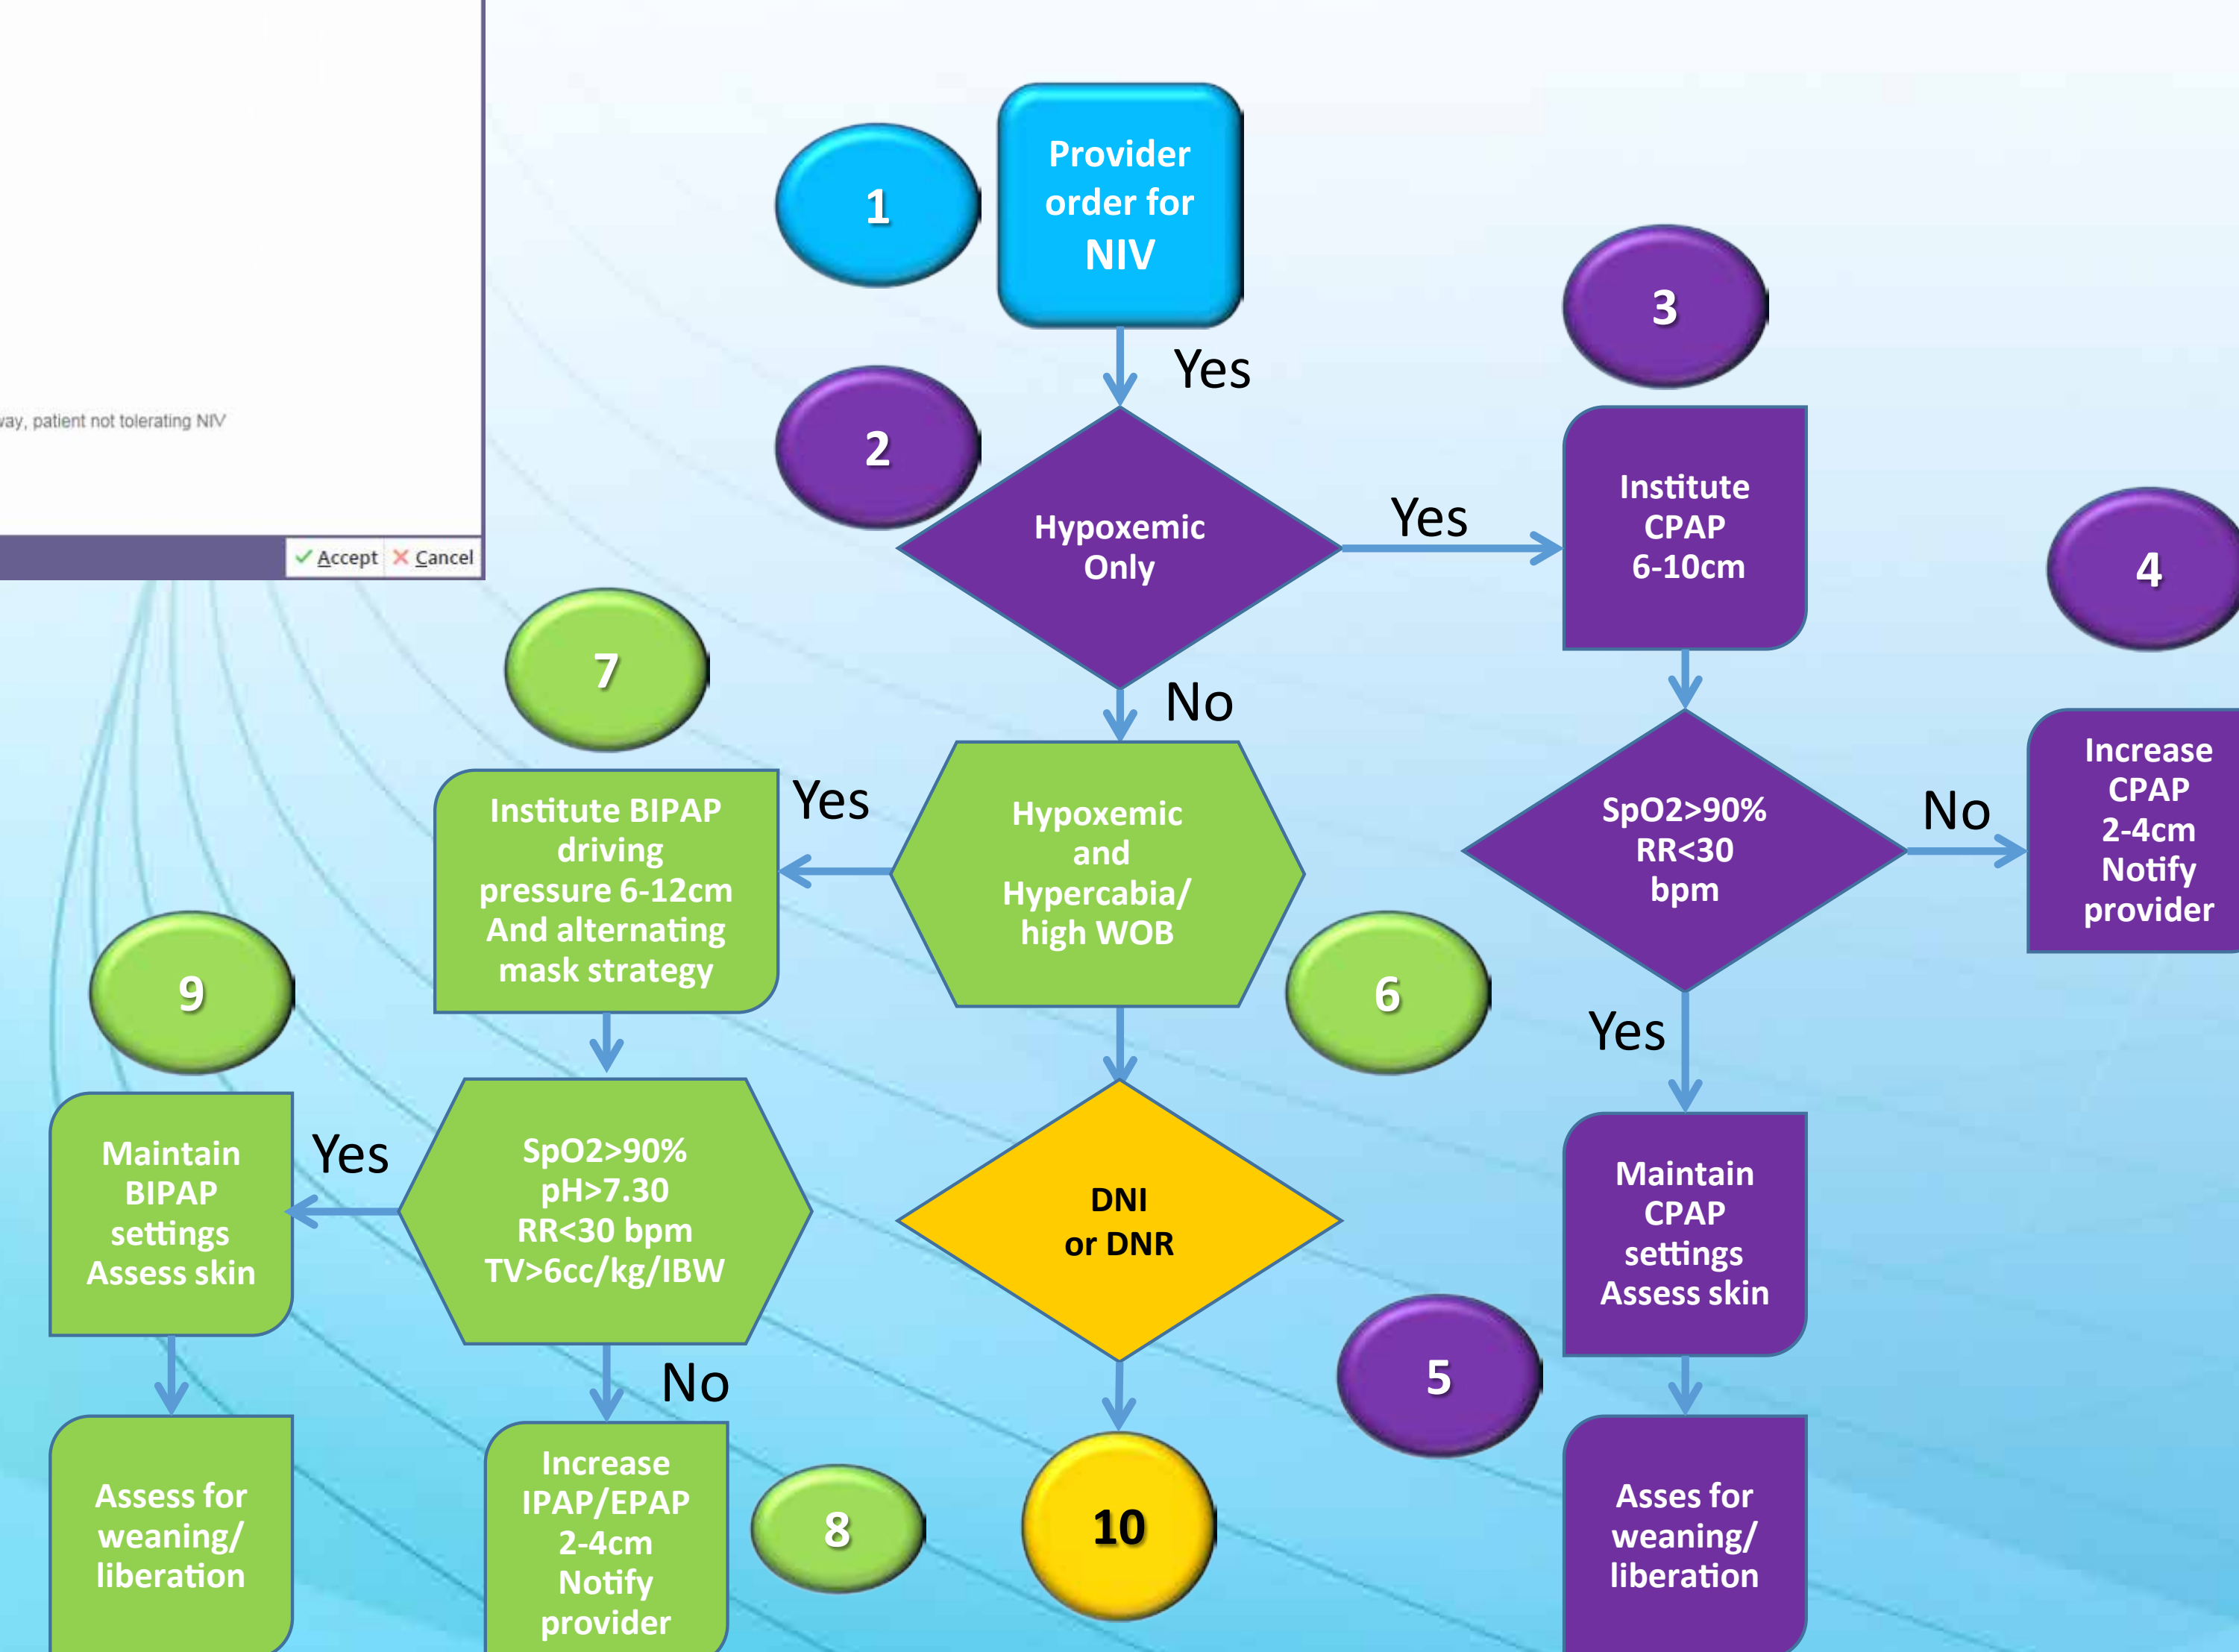 way, patient not tolerating NIV
Accept
Cancel
1
Provider
order for
NIV
Yes
2
Hypoxemic
Only
Yes
3
Institute
CPAP
6-10cm
4
No
7
Institute BIPAP
driving
pressure 6-12cm
And alternating
mask strategy
Yes
Hypoxemic
and
Hypercabia/
high WOB
6
SpO2>90%
RR<30
bpm
No
Increase
CPAP
2-4cm
Notify
provider
Yes
9
Maintain
BIPAP
settings
Assess skin
Yes
SpO2>90%
pH>7.30
RR<30 bpm
TV>6cc/kg/IBW
DNI
or DNR
Maintain
CPAP
settings
Assess skin
5
No
Assess for
weaning/
liberation
Increase
IPAP/EPAP
2-4cm
Notify
provider
8
10
Asses for
weaning/
liberation